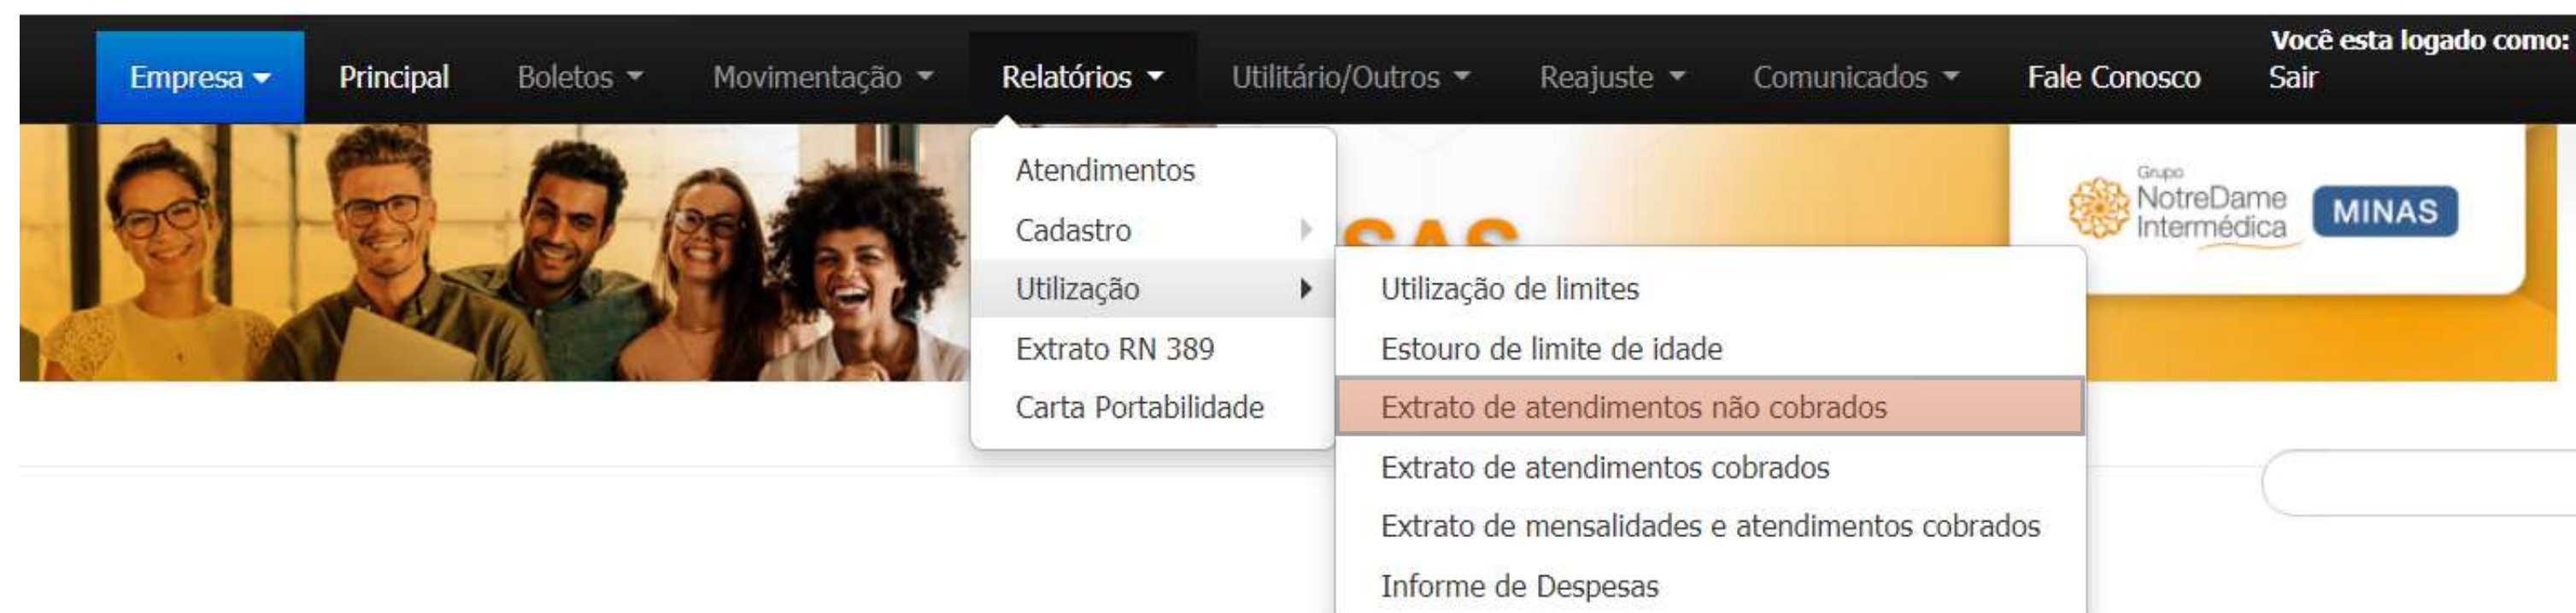 Empresa
Principal
Boletos
Movimentação
Relatórios
Utilitário/Outros
Reajuste
Comunicados
Fale Conosco
Você esta logado como:
Sair
Atendimentos
Cadastro
Utilização
Extrato RN 389
Carta Portabilidade
Utilização de limites
Estouro de limite de idade
Extrato de atendimentos não cobrados
Extrato de atendimentos cobrados
Extrato de mensalidades e atendimentos cobrados
Informe de Despesas
Grupo
NotreDame
Intermédica
MINAS